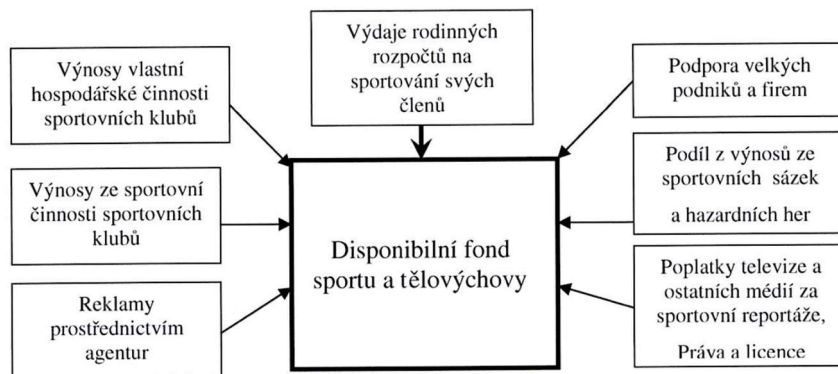 Výdaje rodinných
rozpočtů na
sportování svých
členů
Výnosy vlastní
hospodářské činnosti
sportovních klubů
Podpora velkých
podniků a firem
Výnosy ze sportovní
činnosti sportovních
klubů
Podíl z výnosů ze
sportovních sázek
a hazardních her
Disponibilní fond
sportu a tělovýchovy
Reklamy
prostřednictvím
agentur
Poplatky televize a
ostatních médií za
sportovní reportáže,
Práva a licence